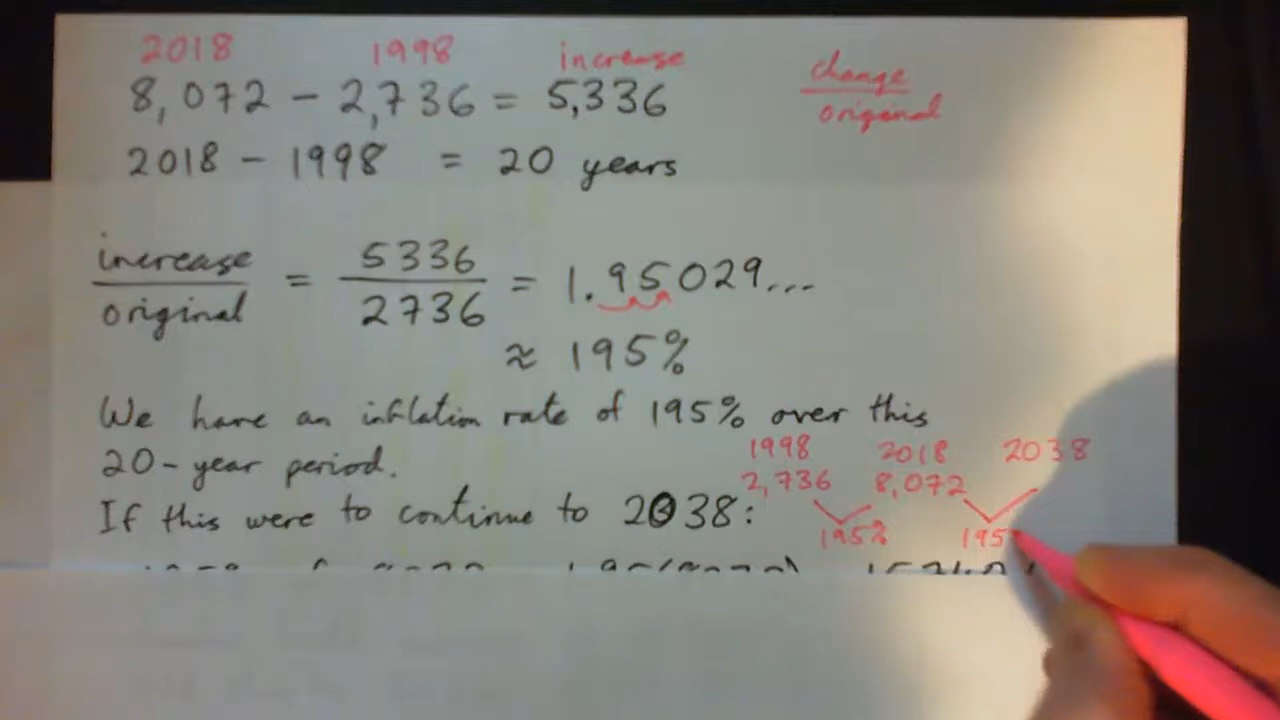 2018 1998 increase
8,072 - 2,736 = 5,336
change
original
2018 - 1998 = 20 years
increase
original
= 5336
2736
= 1.95029...
≈ 195%
We have an inflation rate of 195% over this
20-year period.
1998 2018 2038
2,736 8,072
If this were to continue to 2038:
195% 195